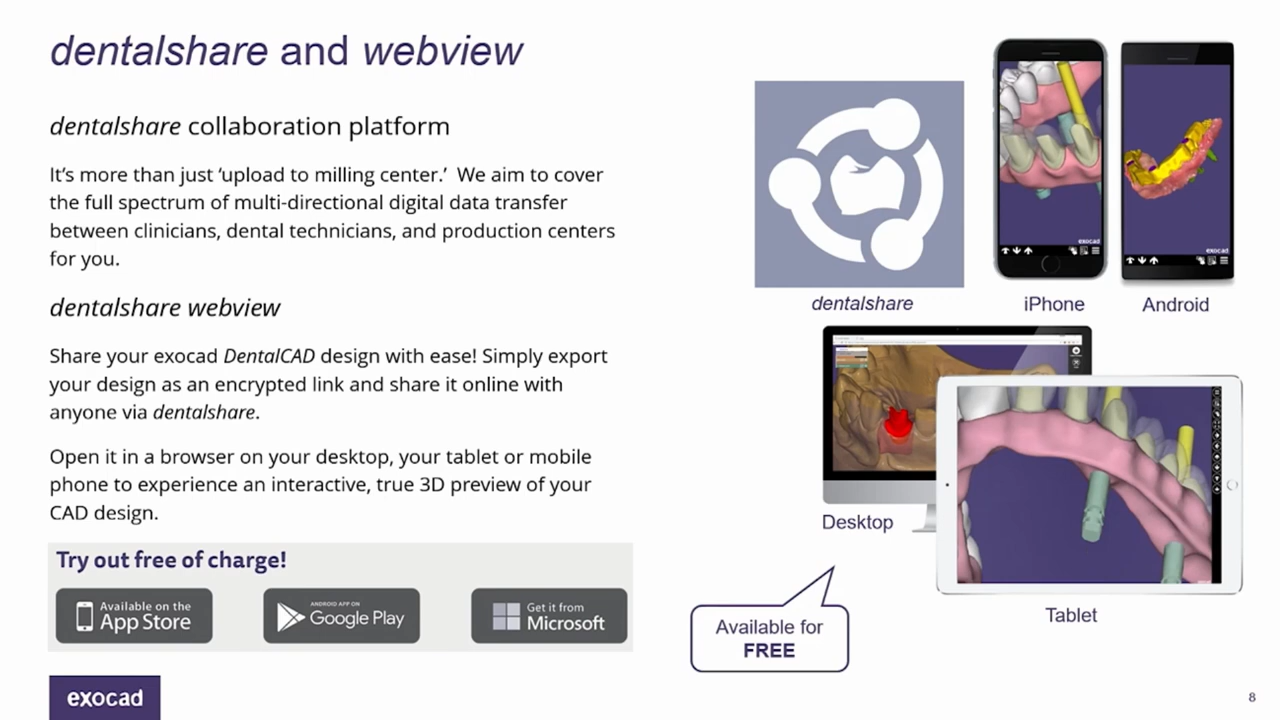 dentalshare and webview
dentalshare collaboration platform
It's more than just 'upload to milling center.'  We aim to cover
the full spectrum of multi-directional digital data transfer
between clinicians, dental technicians, and production centers
for you.
dentalshare webview
Share your exocad DentalCAD design with ease! Simply export
your design as an encrypted link and share it online with
anyone via dentalshare.
Open it in a browser on your desktop, your tablet or mobile
phone to experience an interactive, true 3D preview of your
CAD design.
Try out free of charge!
Available on the
App Store
ANDROID APP ON
Google Play
Get it from
Microsoft
exocad
dentalshare
exocad
iPhone
exocad
Android
Desktop
Tablet
Available for
FREE
8